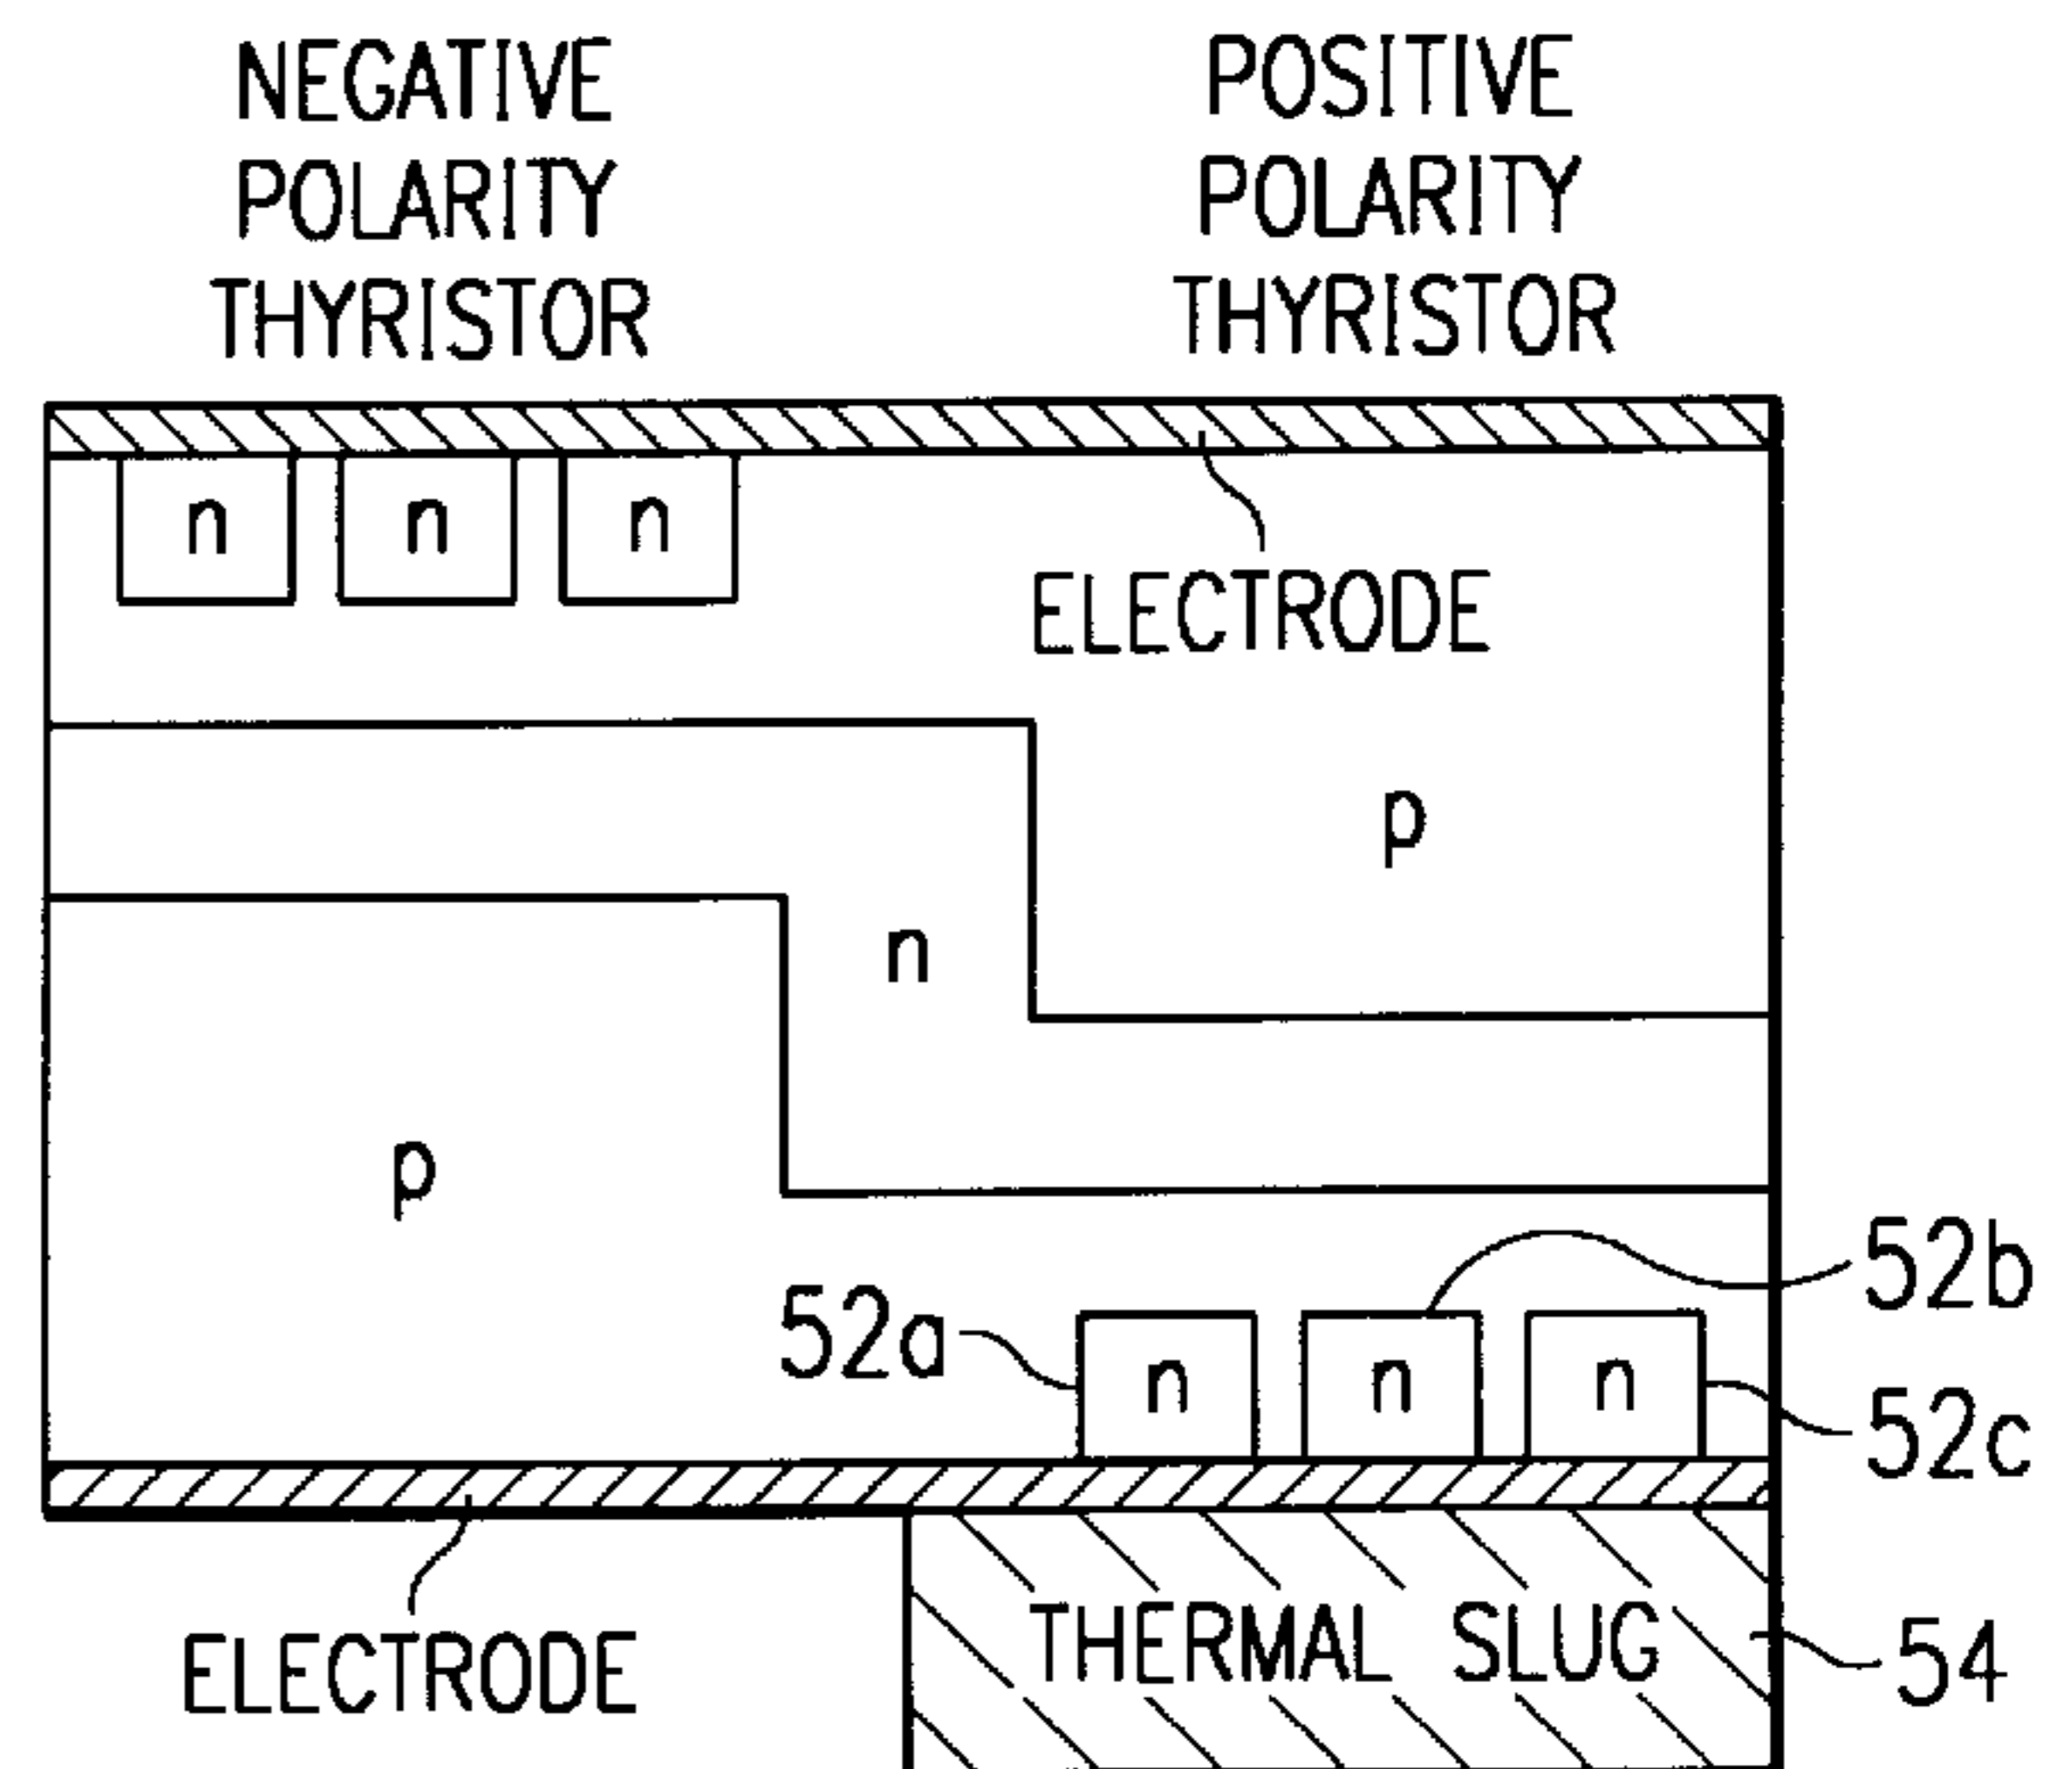 NEGATIVE
POLARITY
THYRISTOR
POSITIVE
POLARITY
THYRISTOR
n n n
ELECTRODE
p
n
p
52b
52a
n n n
52c
ELECTRODE
THERMAL SLUG
54